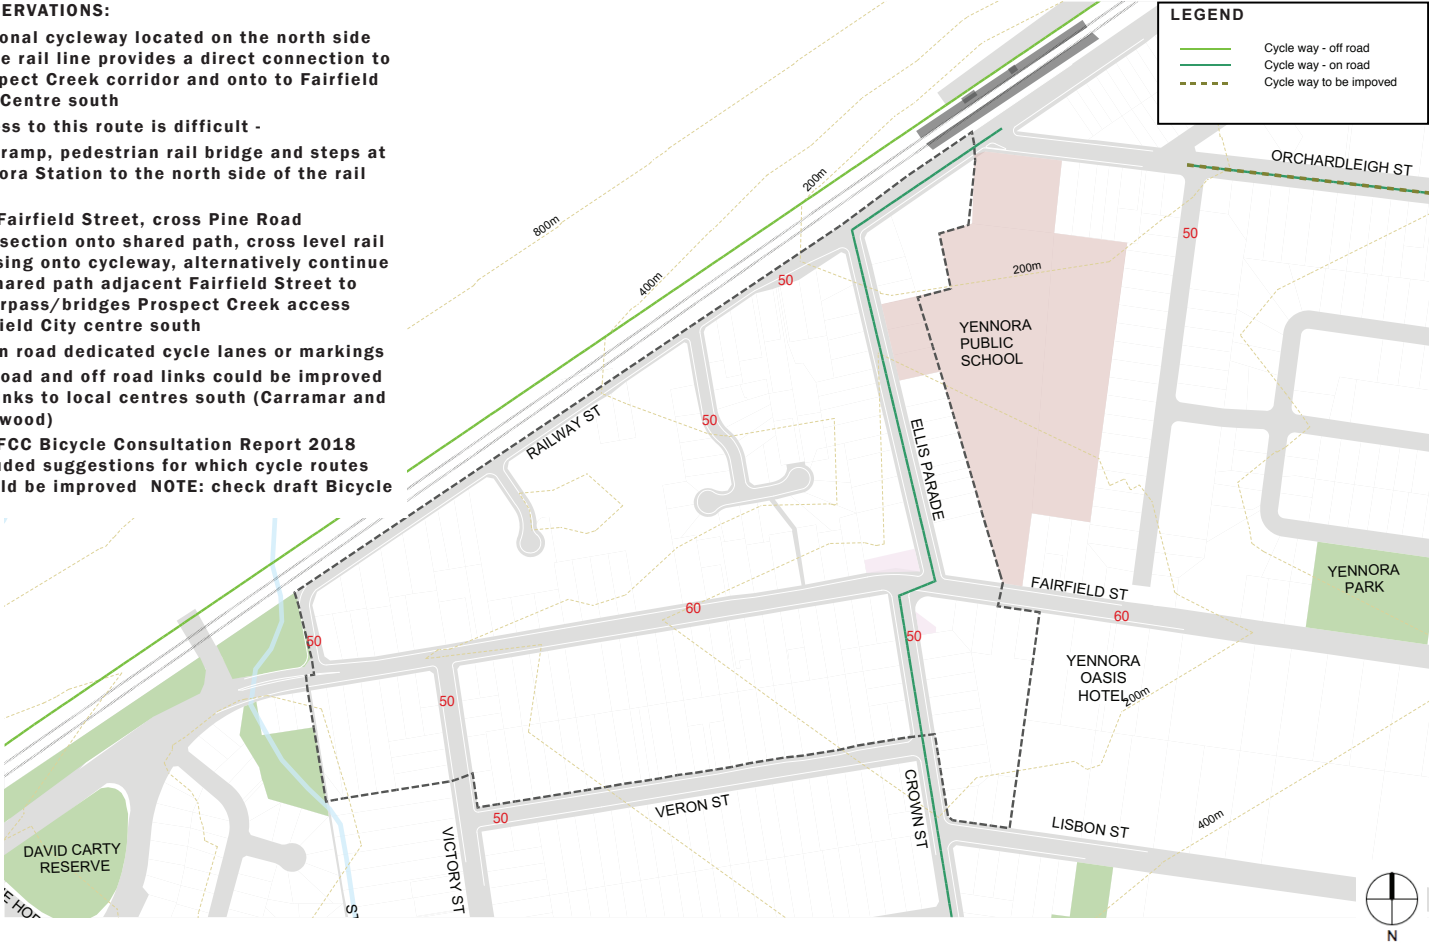 ERVATIONS:
onal cycleway located on the north side
e rail line provides a direct connection to
pect Creek corridor and onto to Fairfield
Centre south
ss to this route is difficult -
ramp, pedestrian rail bridge and steps at
ora Station to the north side of the rail
Fairfield Street, cross Pine Road
section onto shared path, cross level rail
sing onto cycleway, alternatively continue
hared path adjacent Fairfield Street to
rpass/bridges Prospect Creek access
ield City centre south
n road dedicated cycle lanes or markings
oad and off road links could be improved
nks to local centres south (Carramar and
wood)
FCC Bicycle Consultation Report 2018
uded suggestions for which cycle routes
ld be improved  NOTE: check draft Bicycle
LEGEND
Cycle way - off road
Cycle way - on road
Cycle way to be impoved
ORCHARDLEIGH ST
200m
800m
50
200m
400m
50
YENNORA
PUBLIC
SCHOOL
50
RAILWAY ST
ELLIS PARADE
YENNORA
PARK
FAIRFIELD ST
60
60
50
50
YENNORA
OASIS
HOTEL
200m
50
VERON ST
50
CROWN ST
LISBON ST
400m
VICTORY ST
DAVID CARTY
RESERVE
E HOR
ST
N